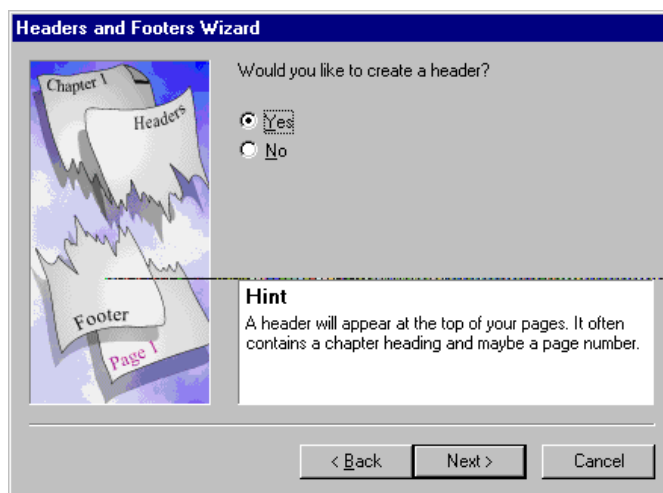 Headers and Footers Wizard
Chapter 1
Headers
Footer
Page 1
Would you like to create a header?
Yes
No
Hint
A header will appear at the top of your pages. It often
contains a chapter heading and maybe a page number.
< Back
Next >
Cancel